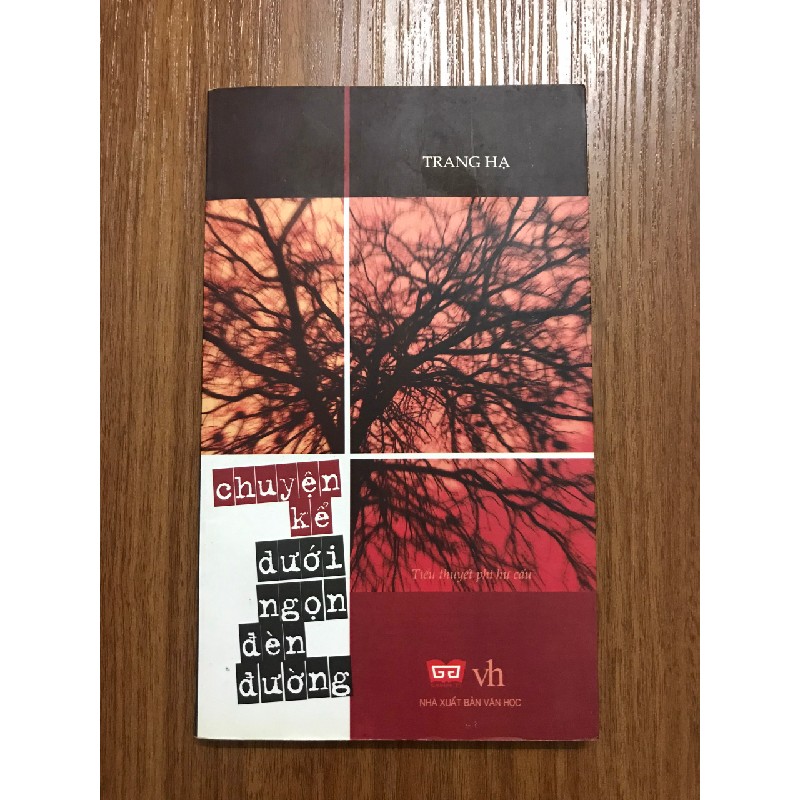 TRANG HẠ
chuyện
kể
dưới
ngọn
đèn
đường
Tiểu thuyết phi hư cấu
vh
NHÀ XUẤT BẢN VĂN HỌC